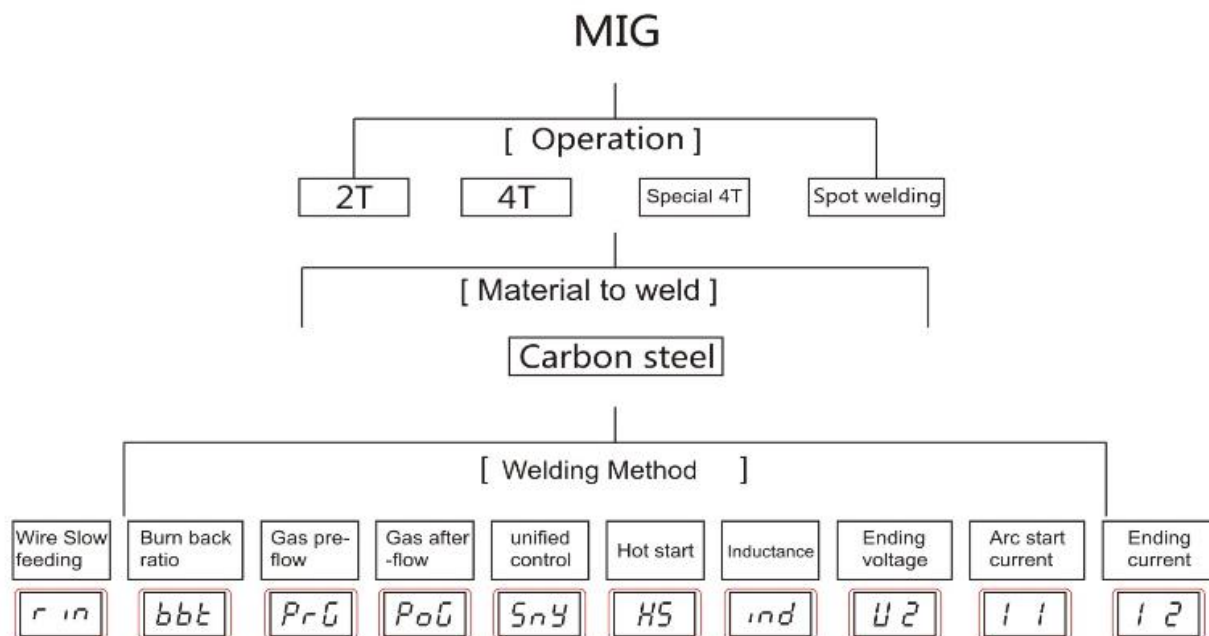 MIG
[ Operation ]
2T
4T
Special 4T
Spot welding
[ Material to weld ]
Carbon steel
[ Welding Method ]
Wire Slow
feeding
Burn back
ratio
Gas pre-
flow
Gas after
-flow
unified
control
Hot start
Inductance
Ending
voltage
Arc start
current
Ending
current
r in
bbt
PrG
PoG
SnY
HS
ind
U2
I 1
I 2